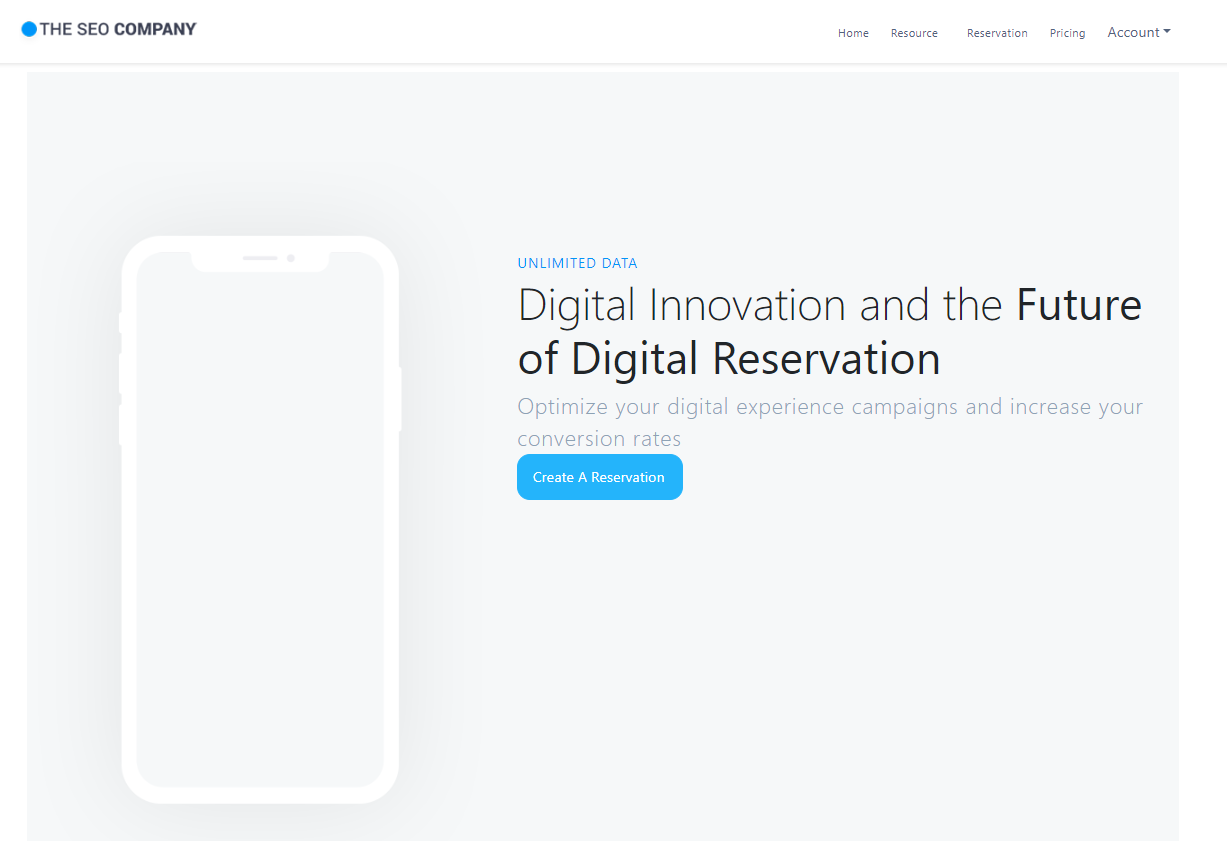 THE SEO COMPANY
Home Resource Reservation Pricing Account
UNLIMITED DATA
Digital Innovation and the Future
of Digital Reservation
Optimize your digital experience campaigns and increase your
conversion rates
Create A Reservation